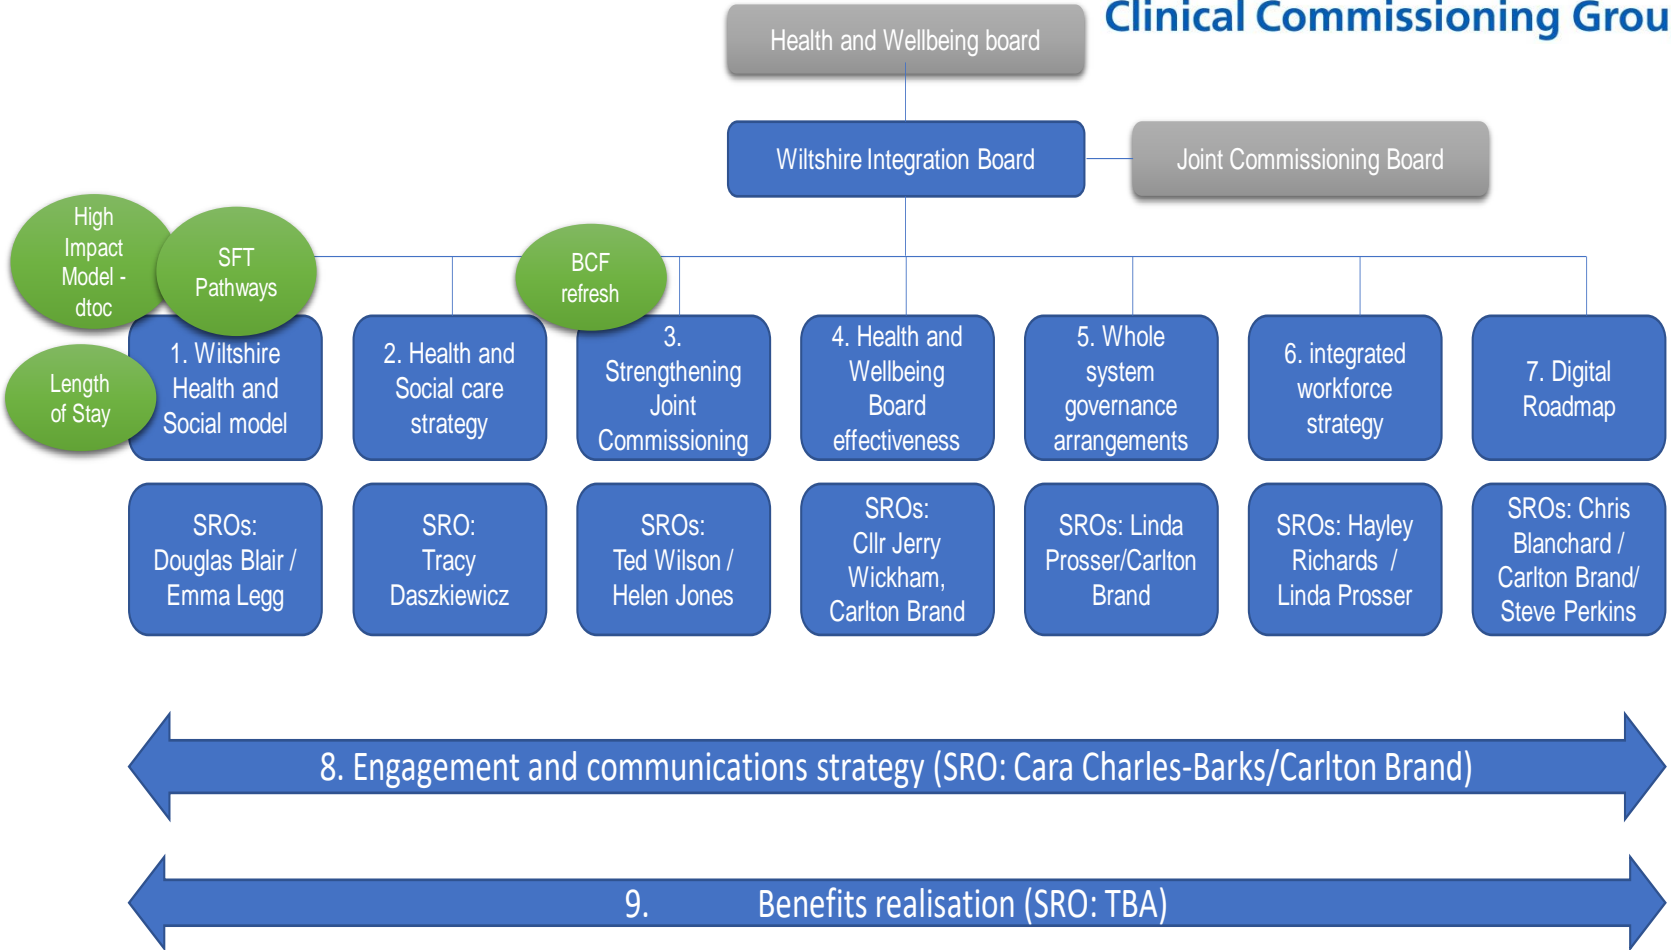 Clinical Commissioning Grou
Health and Wellbeing board
Wiltshire Integration Board
Joint Commissioning Board
High
Impact
Model -
dtoc
SFT
Pathways
BCF
refresh
Length
of Stay
1. Wiltshire
Health and
Social model
2. Health and
Social care
strategy
3.
Strengthening
Joint
Commissioning
4. Health and
Wellbeing
Board
effectiveness
5. Whole
system
governance
arrangements
6. integrated
workforce
strategy
7. Digital
Roadmap
SROs:
Douglas Blair /
Emma Legg
SRO:
Tracy
Daszkiewicz
SROs:
Ted Wilson /
Helen Jones
SROs:
Cllr Jerry
Wickham,
Carlton Brand
SROs: Linda
Prosser/Carlton
Brand
SROs: Hayley
Richards /
Linda Prosser
SROs: Chris
Blanchard /
Carlton Brand/
Steve Perkins
8. Engagement and communications strategy (SRO: Cara Charles-Barks/Carlton Brand)
9. Benefits realisation (SRO: TBA)